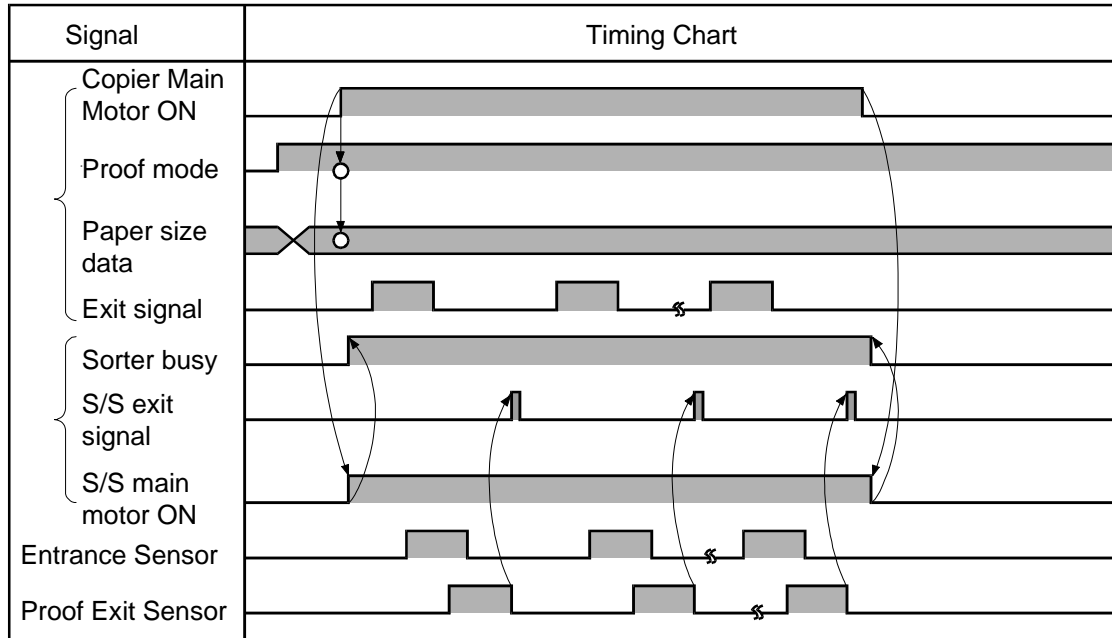 Signal
Timing Chart
Copier Main
Motor ON
Proof mode
Paper size
data
Exit signal
Sorter busy
S/S exit
signal
S/S main
motor ON
Entrance Sensor
Proof Exit Sensor